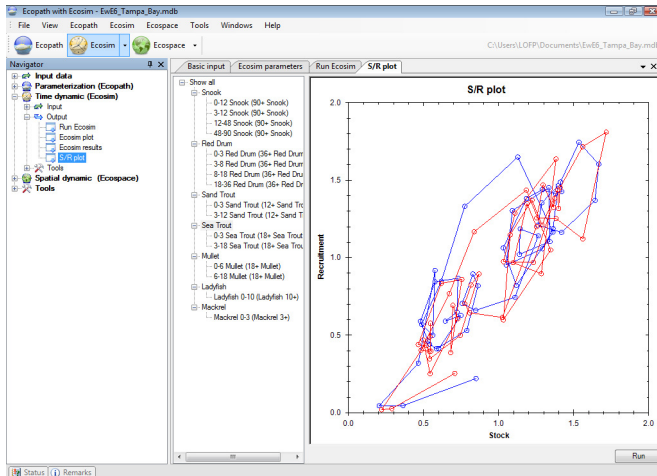 Ecopath with Ecosim - EwE6_Tampa_Bay.mdb
File View Ecopath Ecosim Ecospace Tools Windows Help
Ecopath Ecosim Ecospace C:\Users\LOFP\Documents\EwE6_Tampa_Bay.mdb
Navigator
Input data
Parameterization (Ecopath)
Time dynamic (Ecosim)
Input
Output
Run Ecosim
Ecosim plot
Ecosim results
S/R plot
Tools
Spatial dynamic (Ecospace)
Tools
Basic input Ecosim parameters Run Ecosim S/R plot
Show all
Snook
0-12 Snook (90+ Snook)
3-12 Snook (90+ Snook)
12-48 Snook (90+ Snook)
48-90 Snook (90+ Snook)
Red Drum
0-3 Red Drum (36+ Red Dr
3-8 Red Drum (36+ Red Dr
8-18 Red Drum (36+ Red D
18-36 Red Drum (36+ Red
Sand Trout
0-3 Sand Trout (12+ Sand T
3-12 Sand Trout (12+ Sand
Sea Trout
0-3 Sea Trout (18+ Sea Trout
3-18 Sea Trout (18+ Sea Trou
Mullet
0-6 Mullet (18+ Mullet)
6-18 Mullet (18+ Mullet)
Ladyfish
Ladyfish 0-10 (Ladyfish 10+)
Mackrel
Mackrel 0-3 (Mackrel 3+)
S/R plot
2.0
1.5
1.0
0.5
0.0
Recruitment
0.0 0.5 1.0 1.5 2.0
Stock
Run
Status Remarks